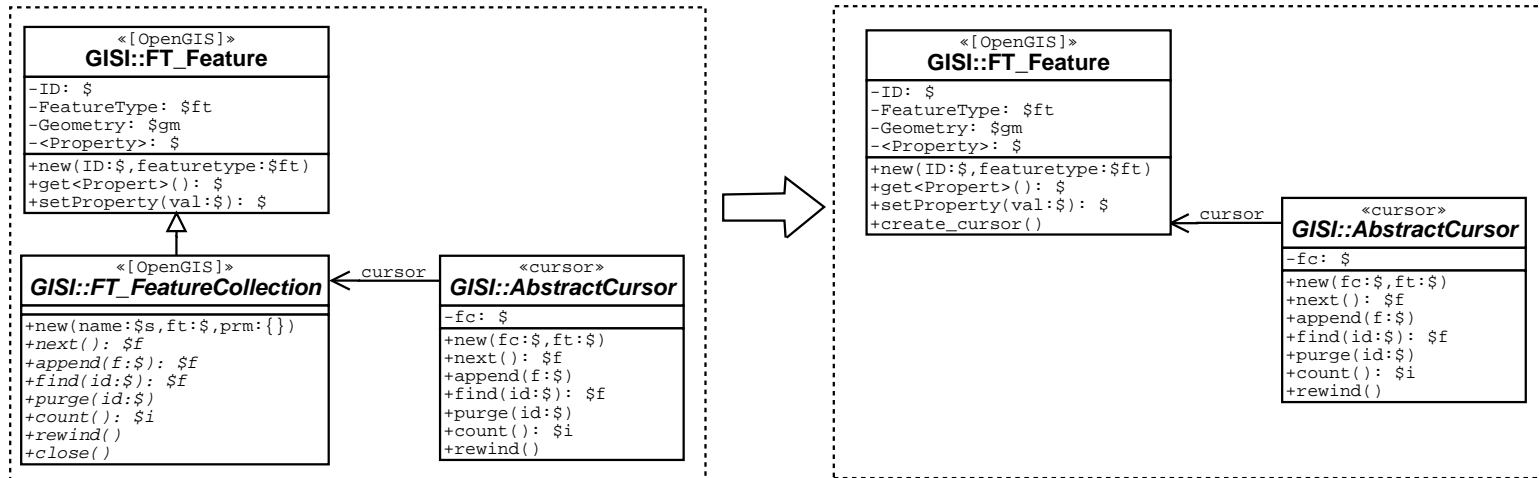 «[OpenGIS]»
GISI::FT_Feature
-ID: $
-FeatureType: $ft
-Geometry: $gm
-<Property>: $
+new(ID:$,featuretype:$ft)
+get<Propert>(): $
+setProperty(val:$): $
«[OpenGIS]»
GISI::FT_FeatureCollection
+new(name:$s,ft:$,prm:{})
+next(): $f
+append(f:$): $f
+find(id:$): $f
+purge(id:$)
+count(): $i
+rewind()
+close()
cursor
«cursor»
GISI::AbstractCursor
-fc: $
+new(fc:$,ft:$)
+next(): $f
+append(f:$)
+find(id:$): $f
+purge(id:$)
+count(): $i
+rewind()
«[OpenGIS]»
GISI::FT_Feature
-ID: $
-FeatureType: $ft
-Geometry: $gm
-<Property>: $
+new(ID:$,featuretype:$ft)
+get<Propert>(): $
+setProperty(val:$): $
+create_cursor()
cursor
«cursor»
GISI::AbstractCursor
-fc: $
+new(fc:$,ft:$)
+next(): $f
+append(f:$)
+find(id:$): $f
+purge(id:$)
+count(): $i
+rewind()